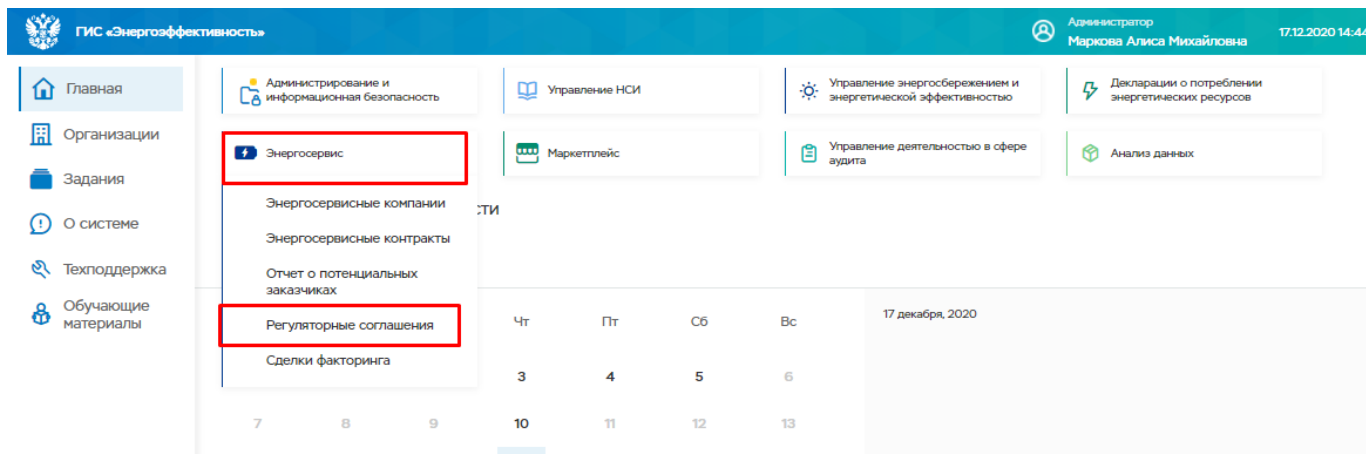 ГИС «Энергоэффективность»
Администратор
Маркова Алиса Михайловна
17.12.2020 14:44
Главная
Организации
Задания
О системе
Техподдержка
Обучающие
материалы
Администрирование и
информационная безопасность
Управление НСИ
Управление энергосбережением и
энергетической эффективностью
Декларации о потреблении
энергетических ресурсов
Энергосервис
Маркетплейс
Управление деятельностью в сфере
аудита
Анализ данных
Энергосервисные компании
Энергосервисные контракты
Отчет о потенциальных
заказчиках
Регуляторные соглашения
Сделки факторинга
сти
Чт Пт Сб Вс
3 4 5 6
7 8 9 10 11 12 13
17 декабря, 2020